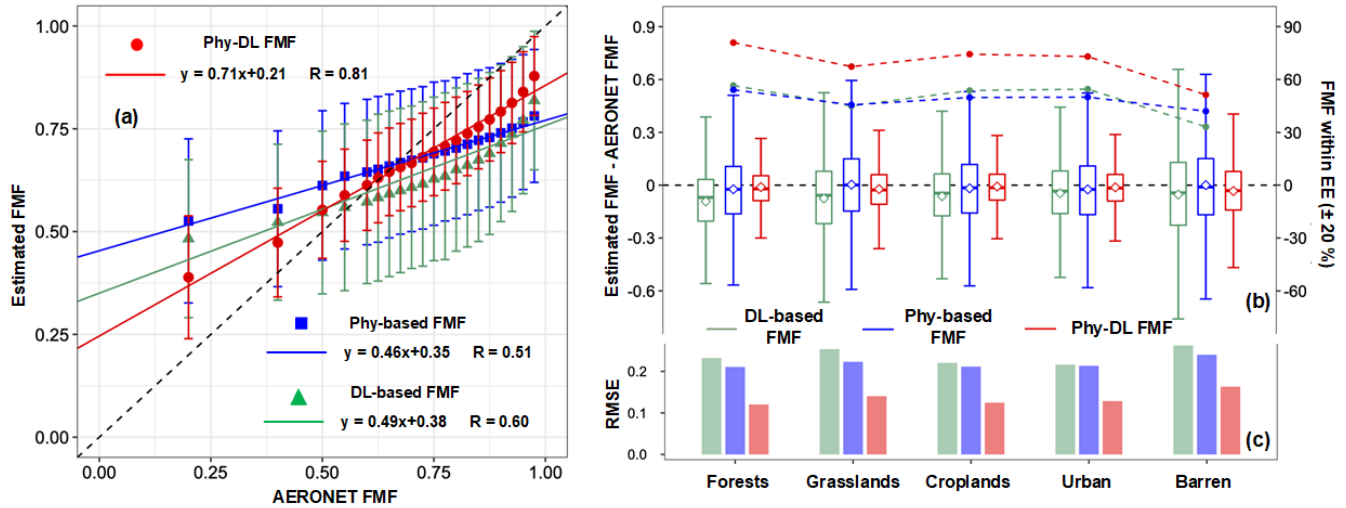 1.00
0.75
0.50
0.25
0.00
Estimated FMF
Phy-DL FMF
y = 0.71x+0.21 R = 0.81
(a)
Phy-based FMF
y = 0.46x+0.35 R = 0.51
DL-based FMF
y = 0.49x+0.38 R = 0.60
0.00 0.25 0.50 0.75 1.00
AERONET FMF
0.9
0.6
0.3
0
-0.3
-0.6
Estimated FMF - AERONET FMF
90
60
30
0
-30
-60
FMF within EE (± 20 %)
(b)
DL-based
FMF
Phy-based
FMF
Phy-DL FMF
0.2
0.1
0.0
RMSE
(c)
Forests Grasslands Croplands Urban Barren